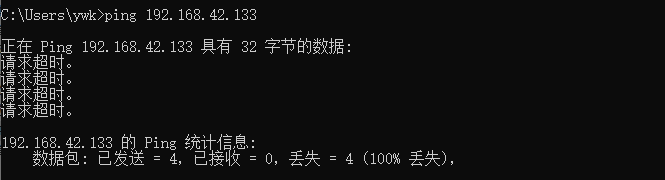 C:\Users\ywk>ping 192.168.42.133
正在 Ping 192.168.42.133 具有 32 字节的数据:
请求超时。
请求超时。
请求超时。
请求超时。
192.168.42.133 的 Ping 统计信息:
数据包: 已发送 = 4，已接收 = 0，丢失 = 4 (100% 丢失)，